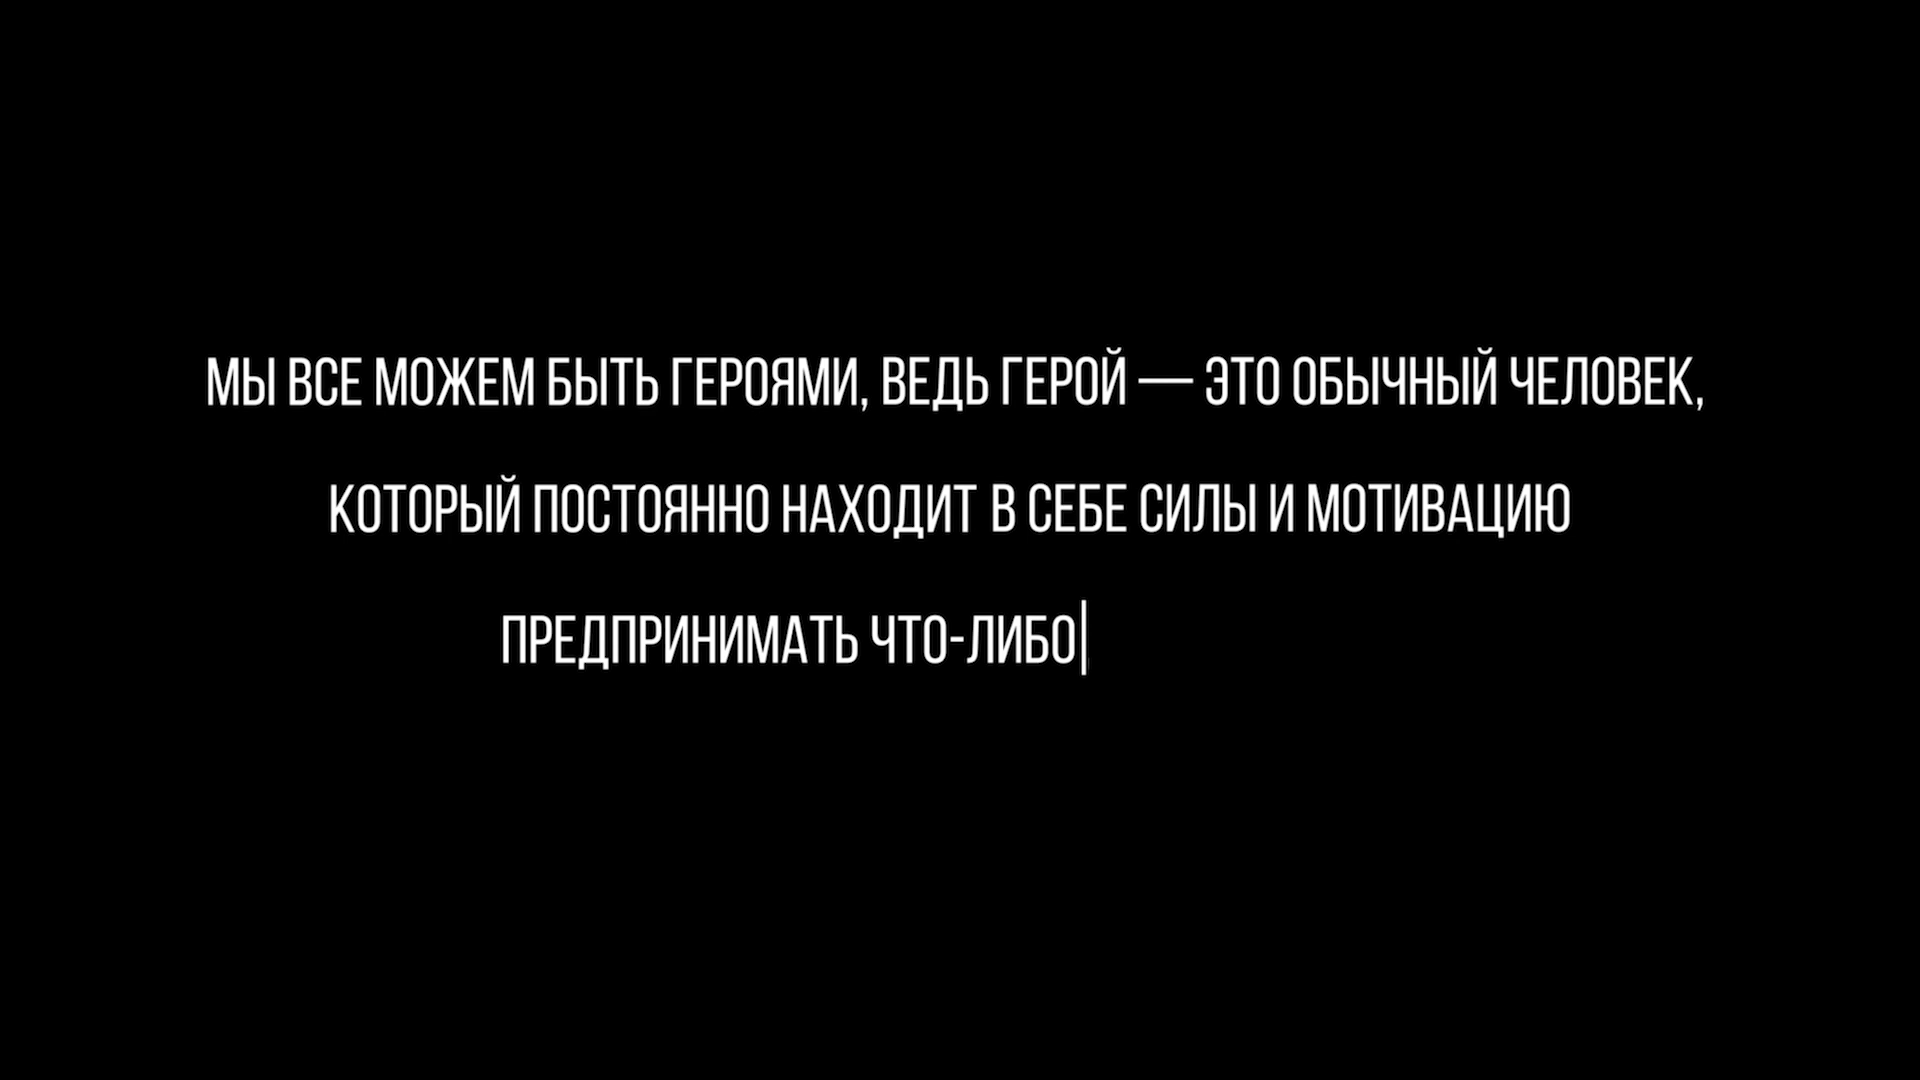 МЫ ВСЕ МОЖЕМ БЫТЬ ГЕРОЯМИ, ВЕДЬ ГЕРОЙ — ЭТО ОБЫЧНЫЙ ЧЕЛОВЕК,
КОТОРЫЙ ПОСТОЯННО НАХОДИТ В СЕБЕ СИЛЫ И МОТИВАЦИЮ
ПРЕДПРИНИМАТЬ ЧТО-ЛИБО